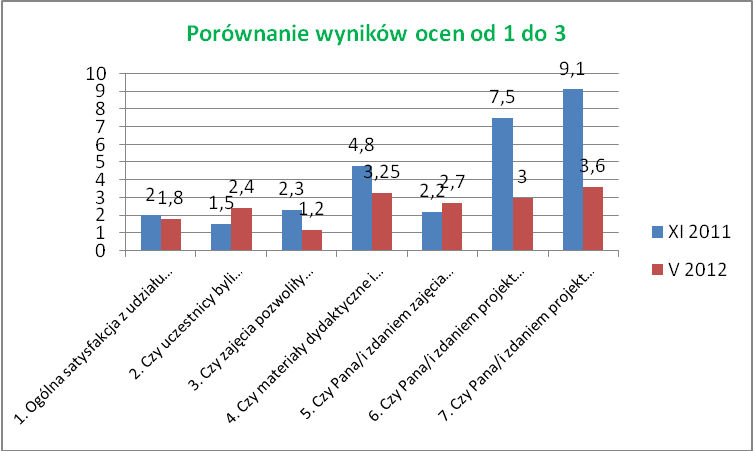 Porównanie wyników ocen od 1 do 3
10
9
8
7
6
5
4
3
2
1
0
2
1,8
1,5
2,4
2,3
1,2
4,8
3,25
2,2
2,7
7,5
3
9,1
3,6
1. Ogólna satysfakcja z udziału...
2. Czy uczestnicy byli...
3. Czy zajęcia pozwoliły...
4. Czy materiały dydaktyczne i...
5. Czy Pana/i zdaniem zajęcia...
6. Czy Pana/i zdaniem projekt...
7. Czy Pana/i zdaniem projekt...
XI 2011
V 2012